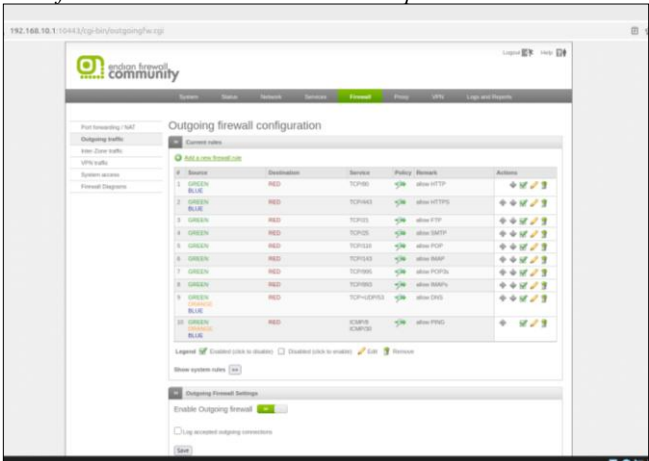 192.168.10.1:10443/cgi-bin/outgoingfw.cgi
endian firewall
community
Logout Help
System Status Network Services Firewall Proxy VPN Logs and Reports
Port forwarding / NAT
Outgoing traffic
Inter-Zone traffic
VPN traffic
System access
Firewall Diagrams
Outgoing firewall configuration
Current rules
Add a new firewall rule
# Source Destination Service Policy Remark Actions
1 GREEN RED TCP/80 allow HTTP
BLUE
2 GREEN RED TCP/443 allow HTTPS
BLUE
3 GREEN RED TCP/21 allow FTP
4 GREEN RED TCP/25 allow SMTP
5 GREEN RED TCP/110 allow POP
6 GREEN RED TCP/143 allow IMAP
7 GREEN RED TCP/995 allow POP3s
8 GREEN RED TCP/993 allow IMAPs
9 GREEN RED TCP+UDP/53 allow DNS
ORANGE
BLUE
10 GREEN RED ICMP/8 allow PING
ORANGE ICMP/30
BLUE
Legend Enabled (click to disable) Disabled (click to enable) Edit Remove
Show system rules >>
Outgoing Firewall Settings
Enable Outgoing firewall
Log accepted outgoing connections
Save